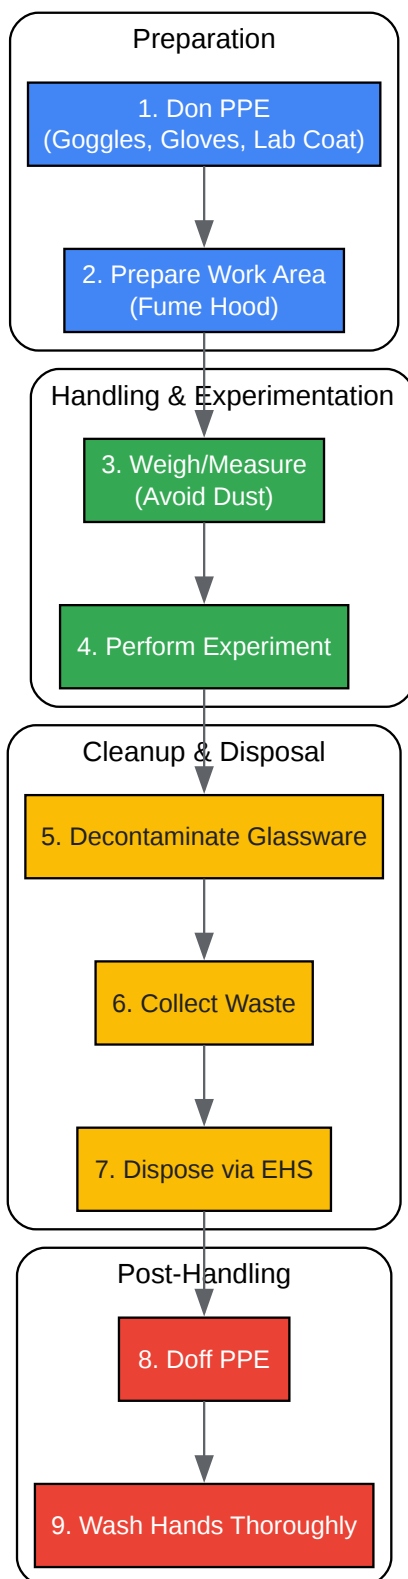 Preparation
1. Don PPE
(Goggles, Gloves, Lab Coat)
2. Prepare Work Area
(Fume Hood)
Handling & Experimentation
3. Weigh/Measure
(Avoid Dust)
4. Perform Experiment
Cleanup & Disposal
5. Decontaminate Glassware
6. Collect Waste
7. Dispose via EHS
Post-Handling
8. Doff PPE
9. Wash Hands Thoroughly